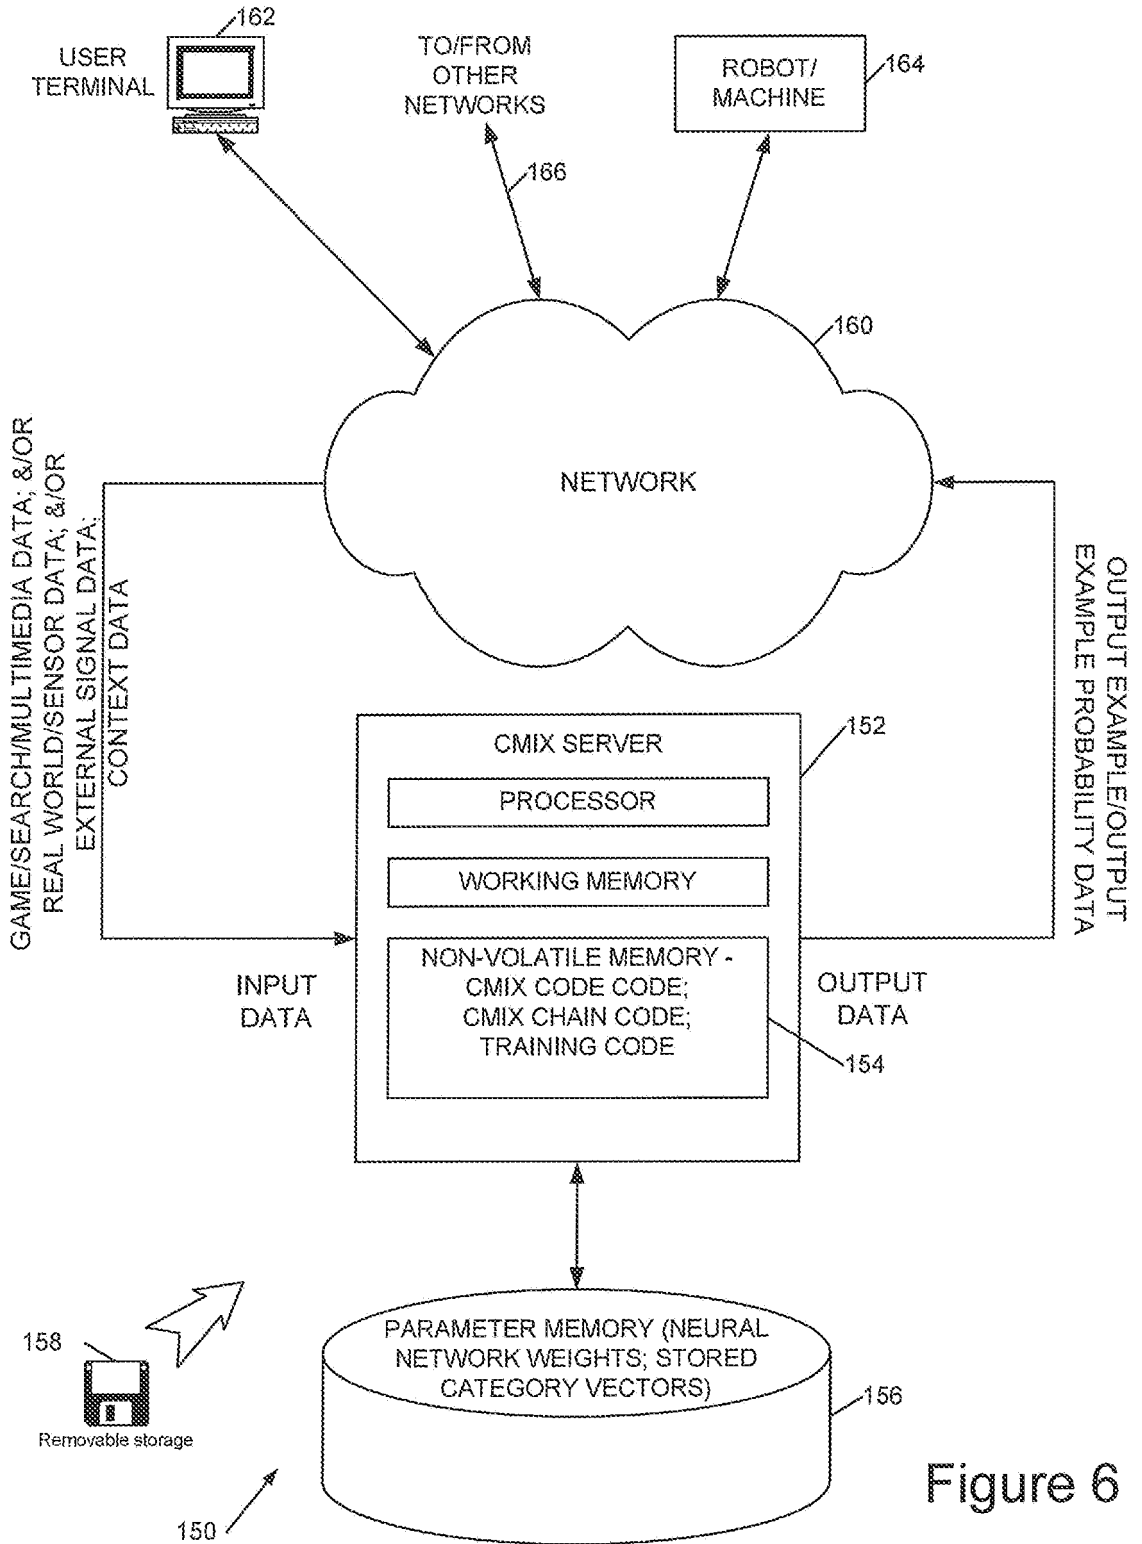 162
USER
TERMINAL
TO/FROM
OTHER
NETWORKS
ROBOT/
MACHINE
164
166
160
NETWORK
GAME/SEARCH/MULTIMEDIA DATA; &/OR
REAL WORLD/SENSOR DATA; &/OR
EXTERNAL SIGNAL DATA;
CONTEXT DATA
OUTPUT EXAMPLE/OUTPUT
EXAMPLE PROBABILITY DATA
CMIX SERVER
152
PROCESSOR
WORKING MEMORY
NON-VOLATILE MEMORY -
CMIX CODE CODE;
CMIX CHAIN CODE;
TRAINING CODE
INPUT
DATA
OUTPUT
DATA
154
158
Removable storage
PARAMETER MEMORY (NEURAL
NETWORK WEIGHTS; STORED
CATEGORY VECTORS)
156
150
Figure 6